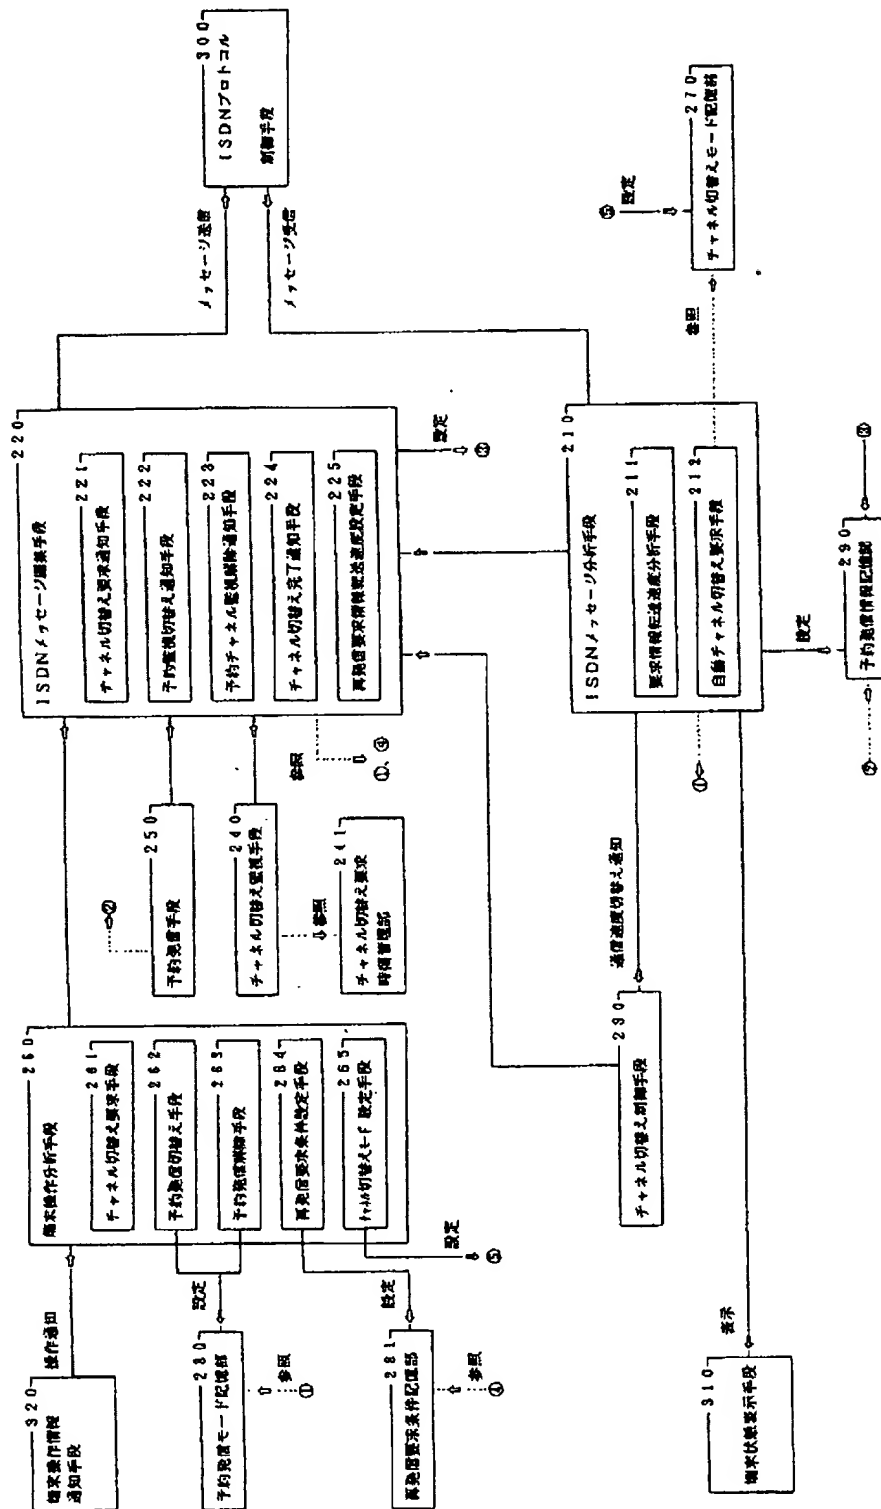 320
端末操作情報
通知手段
操作通知
260
端末操作分析手段
261
チャネル切替え要求手段
262
予約発信切替え手段
263
予約発信解除手段
264
再発信要求条件設定手段
265
チャネル切替えモード設定手段
設定
⑤
設定
280
予約発信モード記憶部
参照
①
設定
281
再発信要求条件記憶部
参照
④
250
予約発信手段
②
240
チャネル切替え監視手段
参照
241
チャネル切替え要求
時間管理部
220
ISDNメッセージ編集手段
221
チャネル切替え要求通知手段
222
予約監視切替え通知手段
223
予約チャネル監視解除通知手段
224
チャネル切替え完了通知手段
225
再発信要求情報転送速度設定手段
参照
①、④
設定
③
メッセージ送信
メッセージ受信
300
ISDNプロトコル
制御手段
310
端末状態表示手段
表示
230
チャネル切替え制御手段
通信速度切替え通知
210
ISDNメッセージ分析手段
211
要求情報転送速度分析手段
212
自動チャネル切替え要求手段
①
設定
290
予約発信情報記憶部
②
③
参照
⑤
設定
270
チャネル切替えモード記憶部